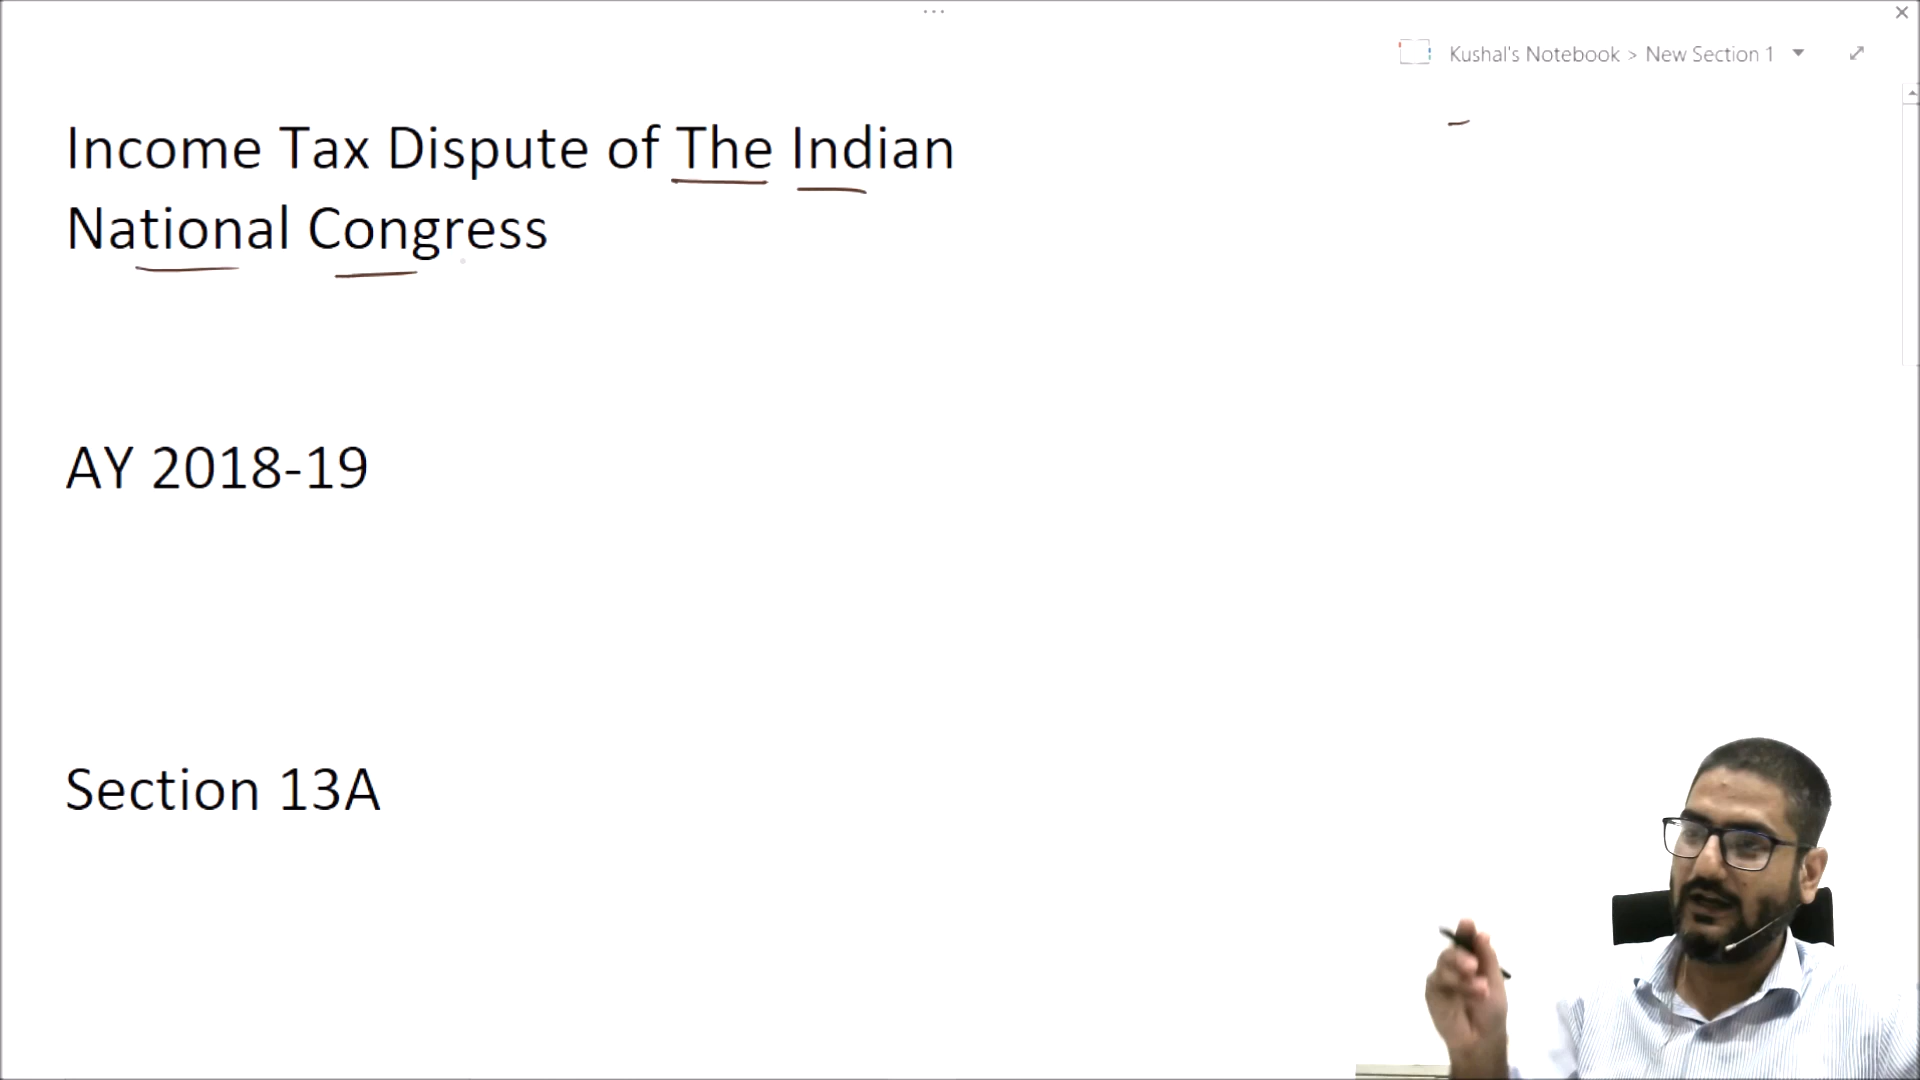 Kushal's Notebook > New Section 1
Income Tax Dispute of The Indian
National Congress
AY 2018-19
Section 13A